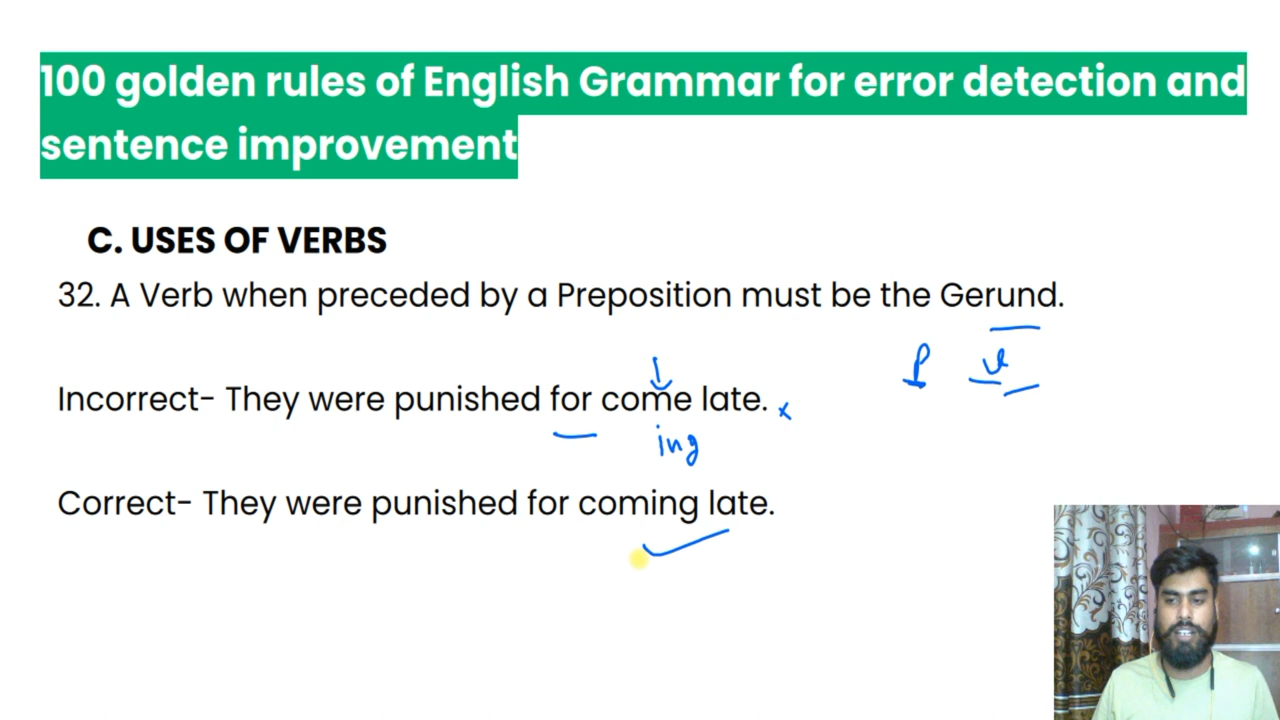 100 golden rules of English Grammar for error detection and
sentence improvement
C. USES OF VERBS
32. A Verb when preceded by a Preposition must be the Gerund.
P v
Incorrect- They were punished for come late. x
ing
Correct- They were punished for coming late.